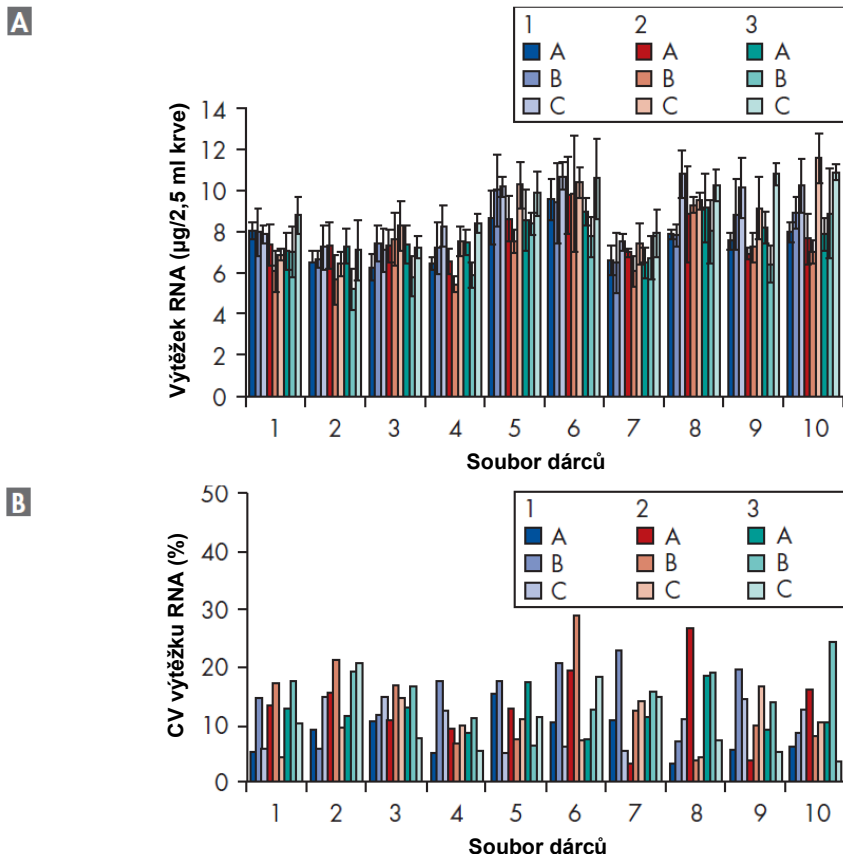 A
1 2 3
A A A
B B B
C C C
Výtěžek RNA (µg/2,5 ml krve)
14
12
10
8
6
4
2
0
1 2 3 4 5 6 7 8 9 10
Soubor dárců
B
1 2 3
A A A
B B B
C C C
CV výtěžku RNA (%)
50
40
30
20
10
0
1 2 3 4 5 6 7 8 9 10
Soubor dárců